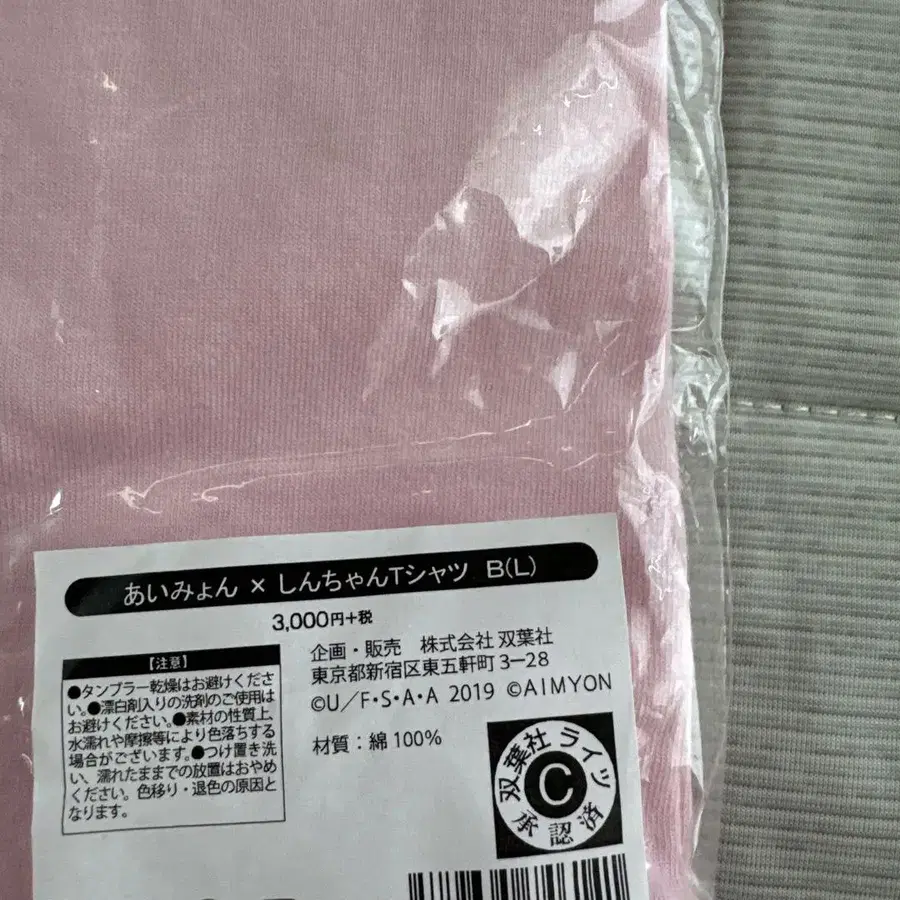 あいみょん × しんちゃんTシャツ B(L)
3,000円+税
【注意】
●タンブラー乾燥はお避けくださ
い。●漂白剤入りの洗剤のご使用は
お避けください。●素材の性質上、
水濡れや摩擦等により色落ちする
場合がございます。●つけ置き洗
い、濡れたままでの放置はおやめ
ください。色移り・退色の原因と
なります。
企画・販売 株式会社 双葉社
東京都新宿区東五軒町 3−28
©U／F・S・A・A 2019 ©AIMYON
材質：綿 100%
双葉社ライツ
C
承認済